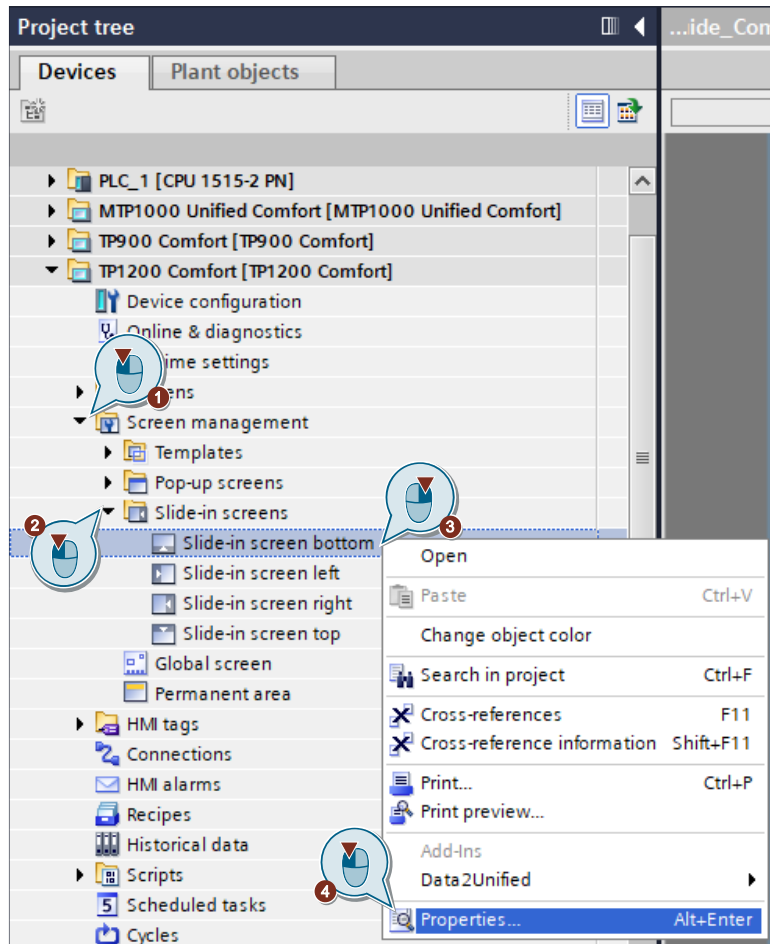 Project tree
...ide_Con
Devices
Plant objects
PLC_1 [CPU 1515-2 PN]
MTP1000 Unified Comfort [MTP1000 Unified Comfort]
TP900 Comfort [TP900 Comfort]
TP1200 Comfort [TP1200 Comfort]
Device configuration
Online & diagnostics
ime settings
1
ens
Screen management
Templates
Pop-up screens
2
Slide-in screens
3
Slide-in screen bottom
Slide-in screen left
Slide-in screen right
Slide-in screen top
Global screen
Permanent area
HMI tags
Connections
HMI alarms
Recipes
Historical data
Scripts
5 Scheduled tasks
Cycles
Open
Paste Ctrl+V
Change object color
Search in project Ctrl+F
Cross-references F11
Cross-reference information Shift+F11
Print... Ctrl+P
Print preview...
Add-Ins
Data2Unified
4
Properties... Alt+Enter